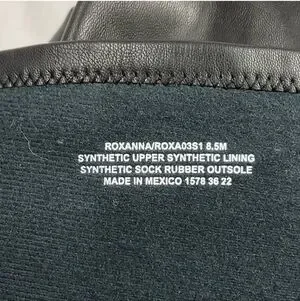 ROXANNA/ROXA03S1 8.5M
SYNTHETIC UPPER SYNTHETIC LINING
SYNTHETIC SOCK RUBBER OUTSOLE
MADE IN MEXICO 1578 36 22